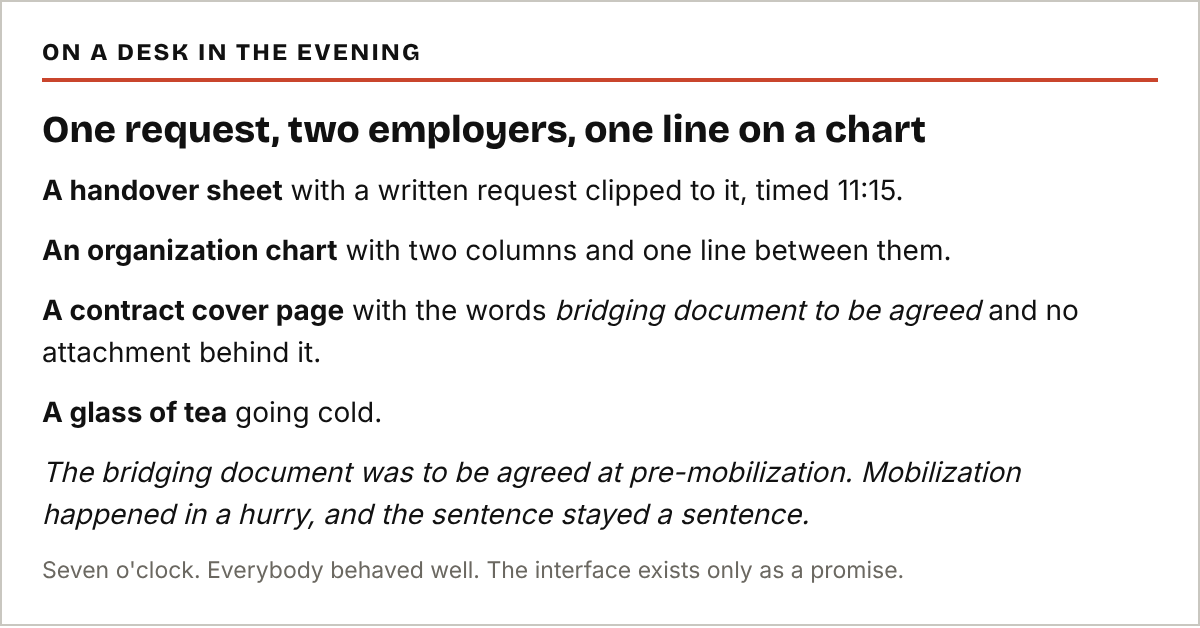 ON A DESK IN THE EVENING
One request, two employers, one line on a chart
A handover sheet with a written request clipped to it, timed 11:15.
An organization chart with two columns and one line between them.
A contract cover page with the words bridging document to be agreed and no
attachment behind it.
A glass of tea going cold.
The bridging document was to be agreed at pre-mobilization. Mobilization
happened in a hurry, and the sentence stayed a sentence.
Seven o'clock. Everybody behaved well. The interface exists only as a promise.